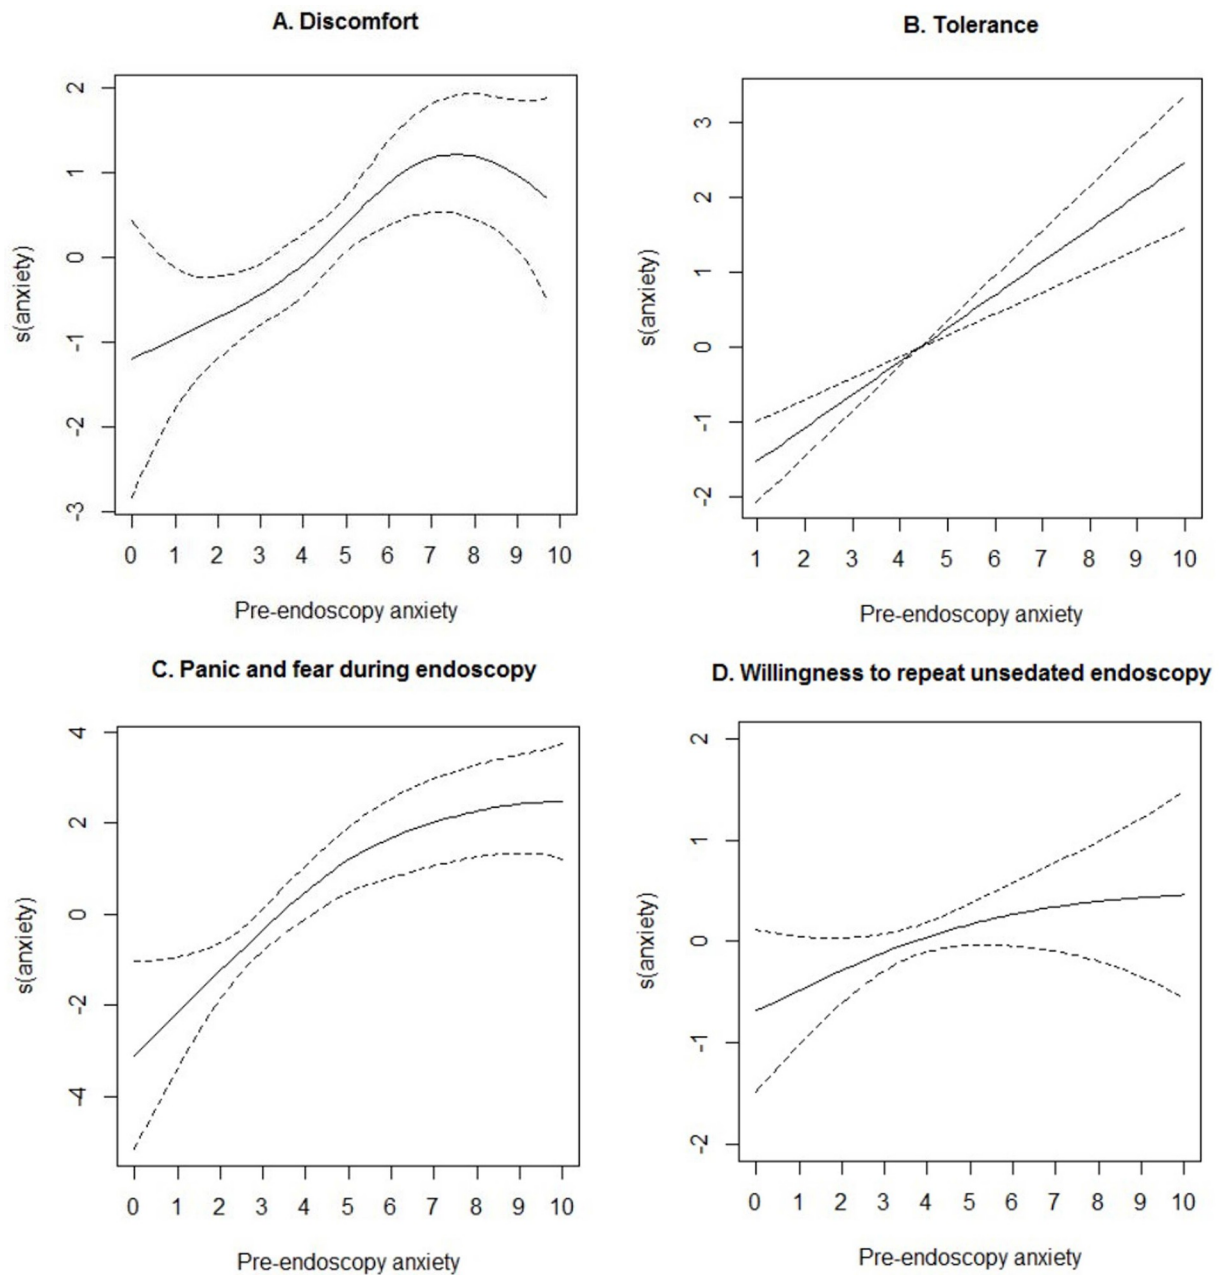 A. Discomfort
2
1
0
-1
-2
-3
s(anxiety)
0 1 2 3 4 5 6 7 8 9 10
Pre-endoscopy anxiety
B. Tolerance
3
2
1
0
-1
-2
s(anxiety)
1 2 3 4 5 6 7 8 9 10
Pre-endoscopy anxiety
C. Panic and fear during endoscopy
4
2
0
-2
-4
s(anxiety)
0 1 2 3 4 5 6 7 8 9 10
Pre-endoscopy anxiety
D. Willingness to repeat unsedated endoscopy
2
1
0
-1
-2
s(anxiety)
0 1 2 3 4 5 6 7 8 9 10
Pre-endoscopy anxiety